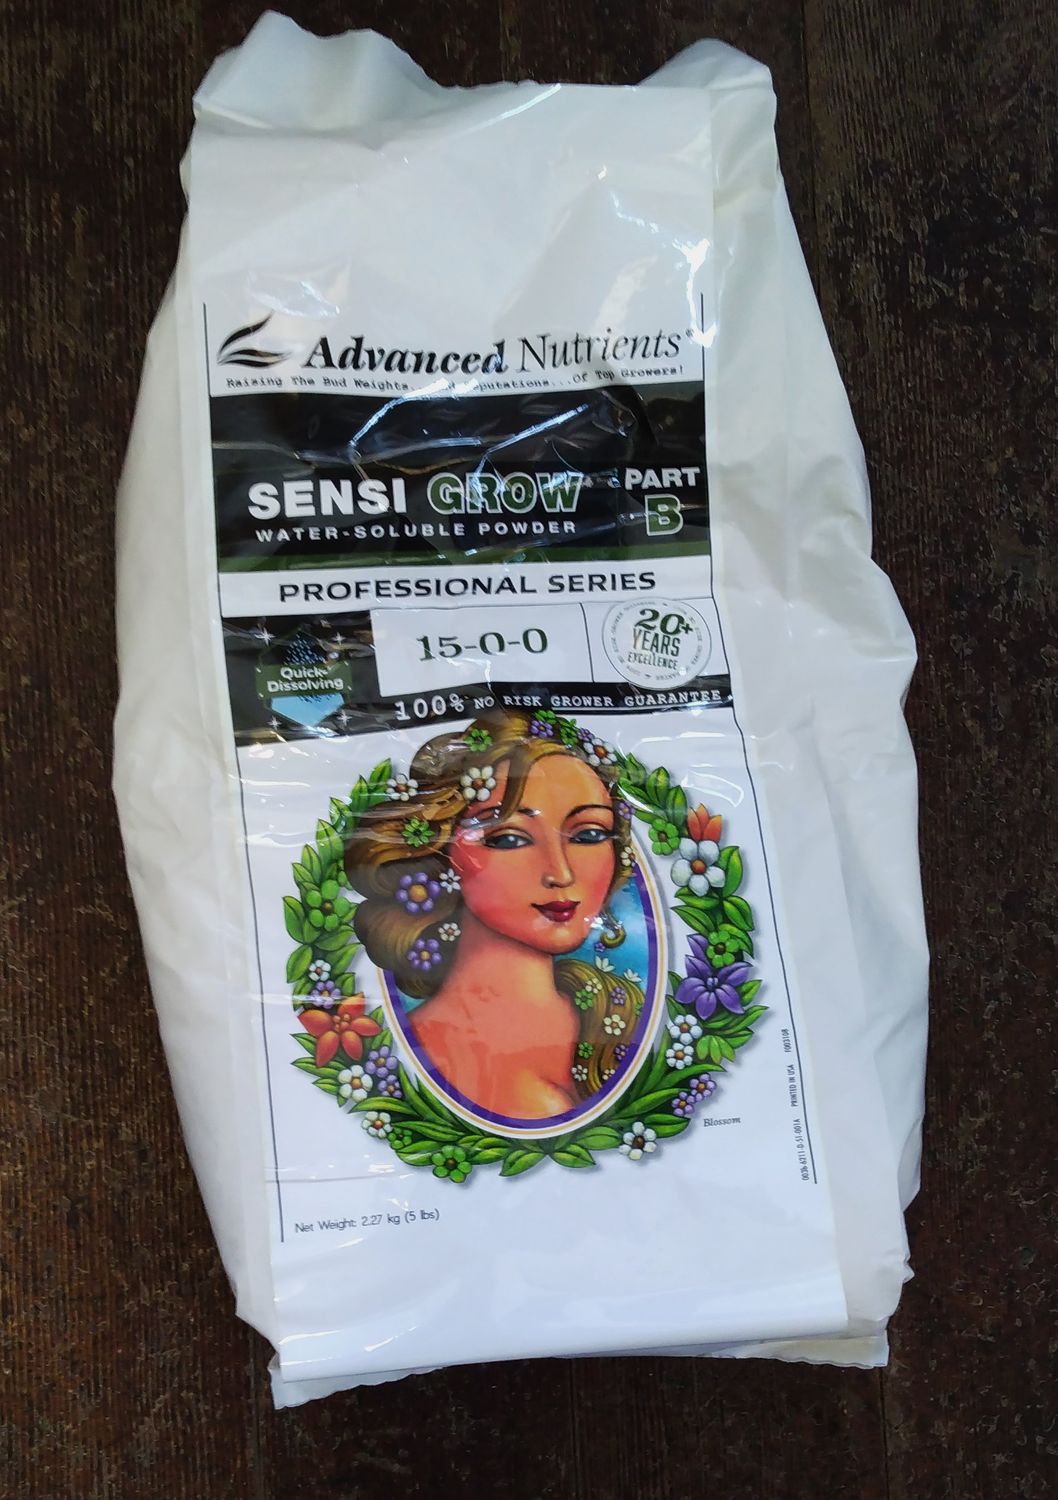 Advanced Nutrients®
Raising The Bud Weights... Reputations...Of Top Growers!
SENSI GROW PART
B
WATER-SOLUBLE POWDER
PROFESSIONAL SERIES
Quick-
Dissolving
15-0-0
20+
YEARS
EXCELLENCE
100% NO RISK GROWER GUARANTEE
Blossom
PRINTED IN USA
Net Weight: 2.27 kg (5 lbs)